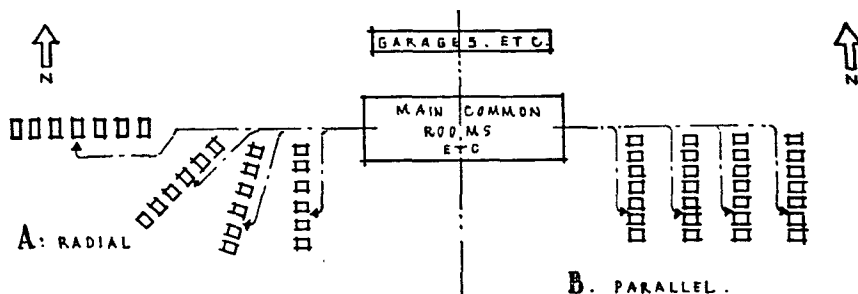 GARAGES. ETC.
N
N
MAIN COMMON
ROOMS
ETC
A: RADIAL
B. PARALLEL.